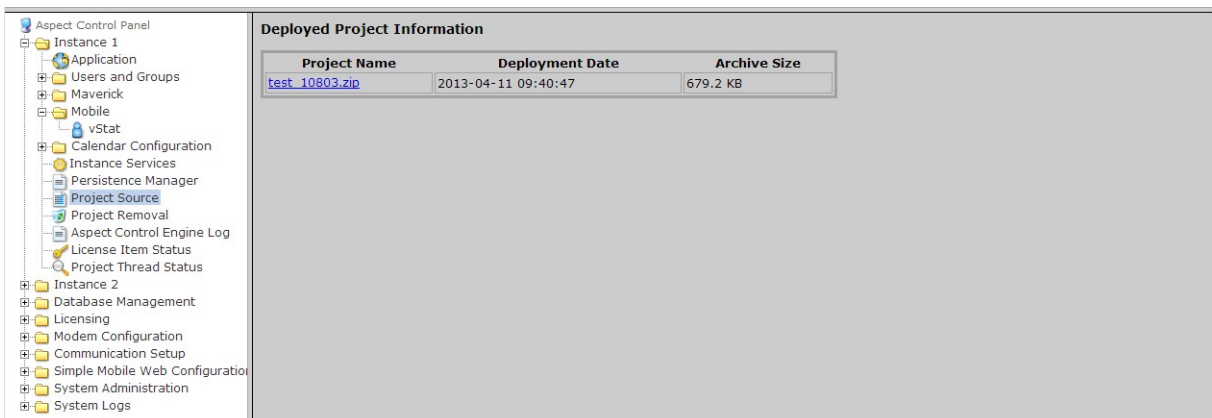 Aspect Control Panel
Instance 1
Application
Users and Groups
Maverick
Mobile
vStat
Calendar Configuration
Instance Services
Persistence Manager
Project Source
Project Removal
Aspect Control Engine Log
License Item Status
Project Thread Status
Instance 2
Database Management
Licensing
Modem Configuration
Communication Setup
Simple Mobile Web Configuration
System Administration
System Logs
Deployed Project Information
Project Name Deployment Date Archive Size
test_10803.zip 2013-04-11 09:40:47 679.2 KB